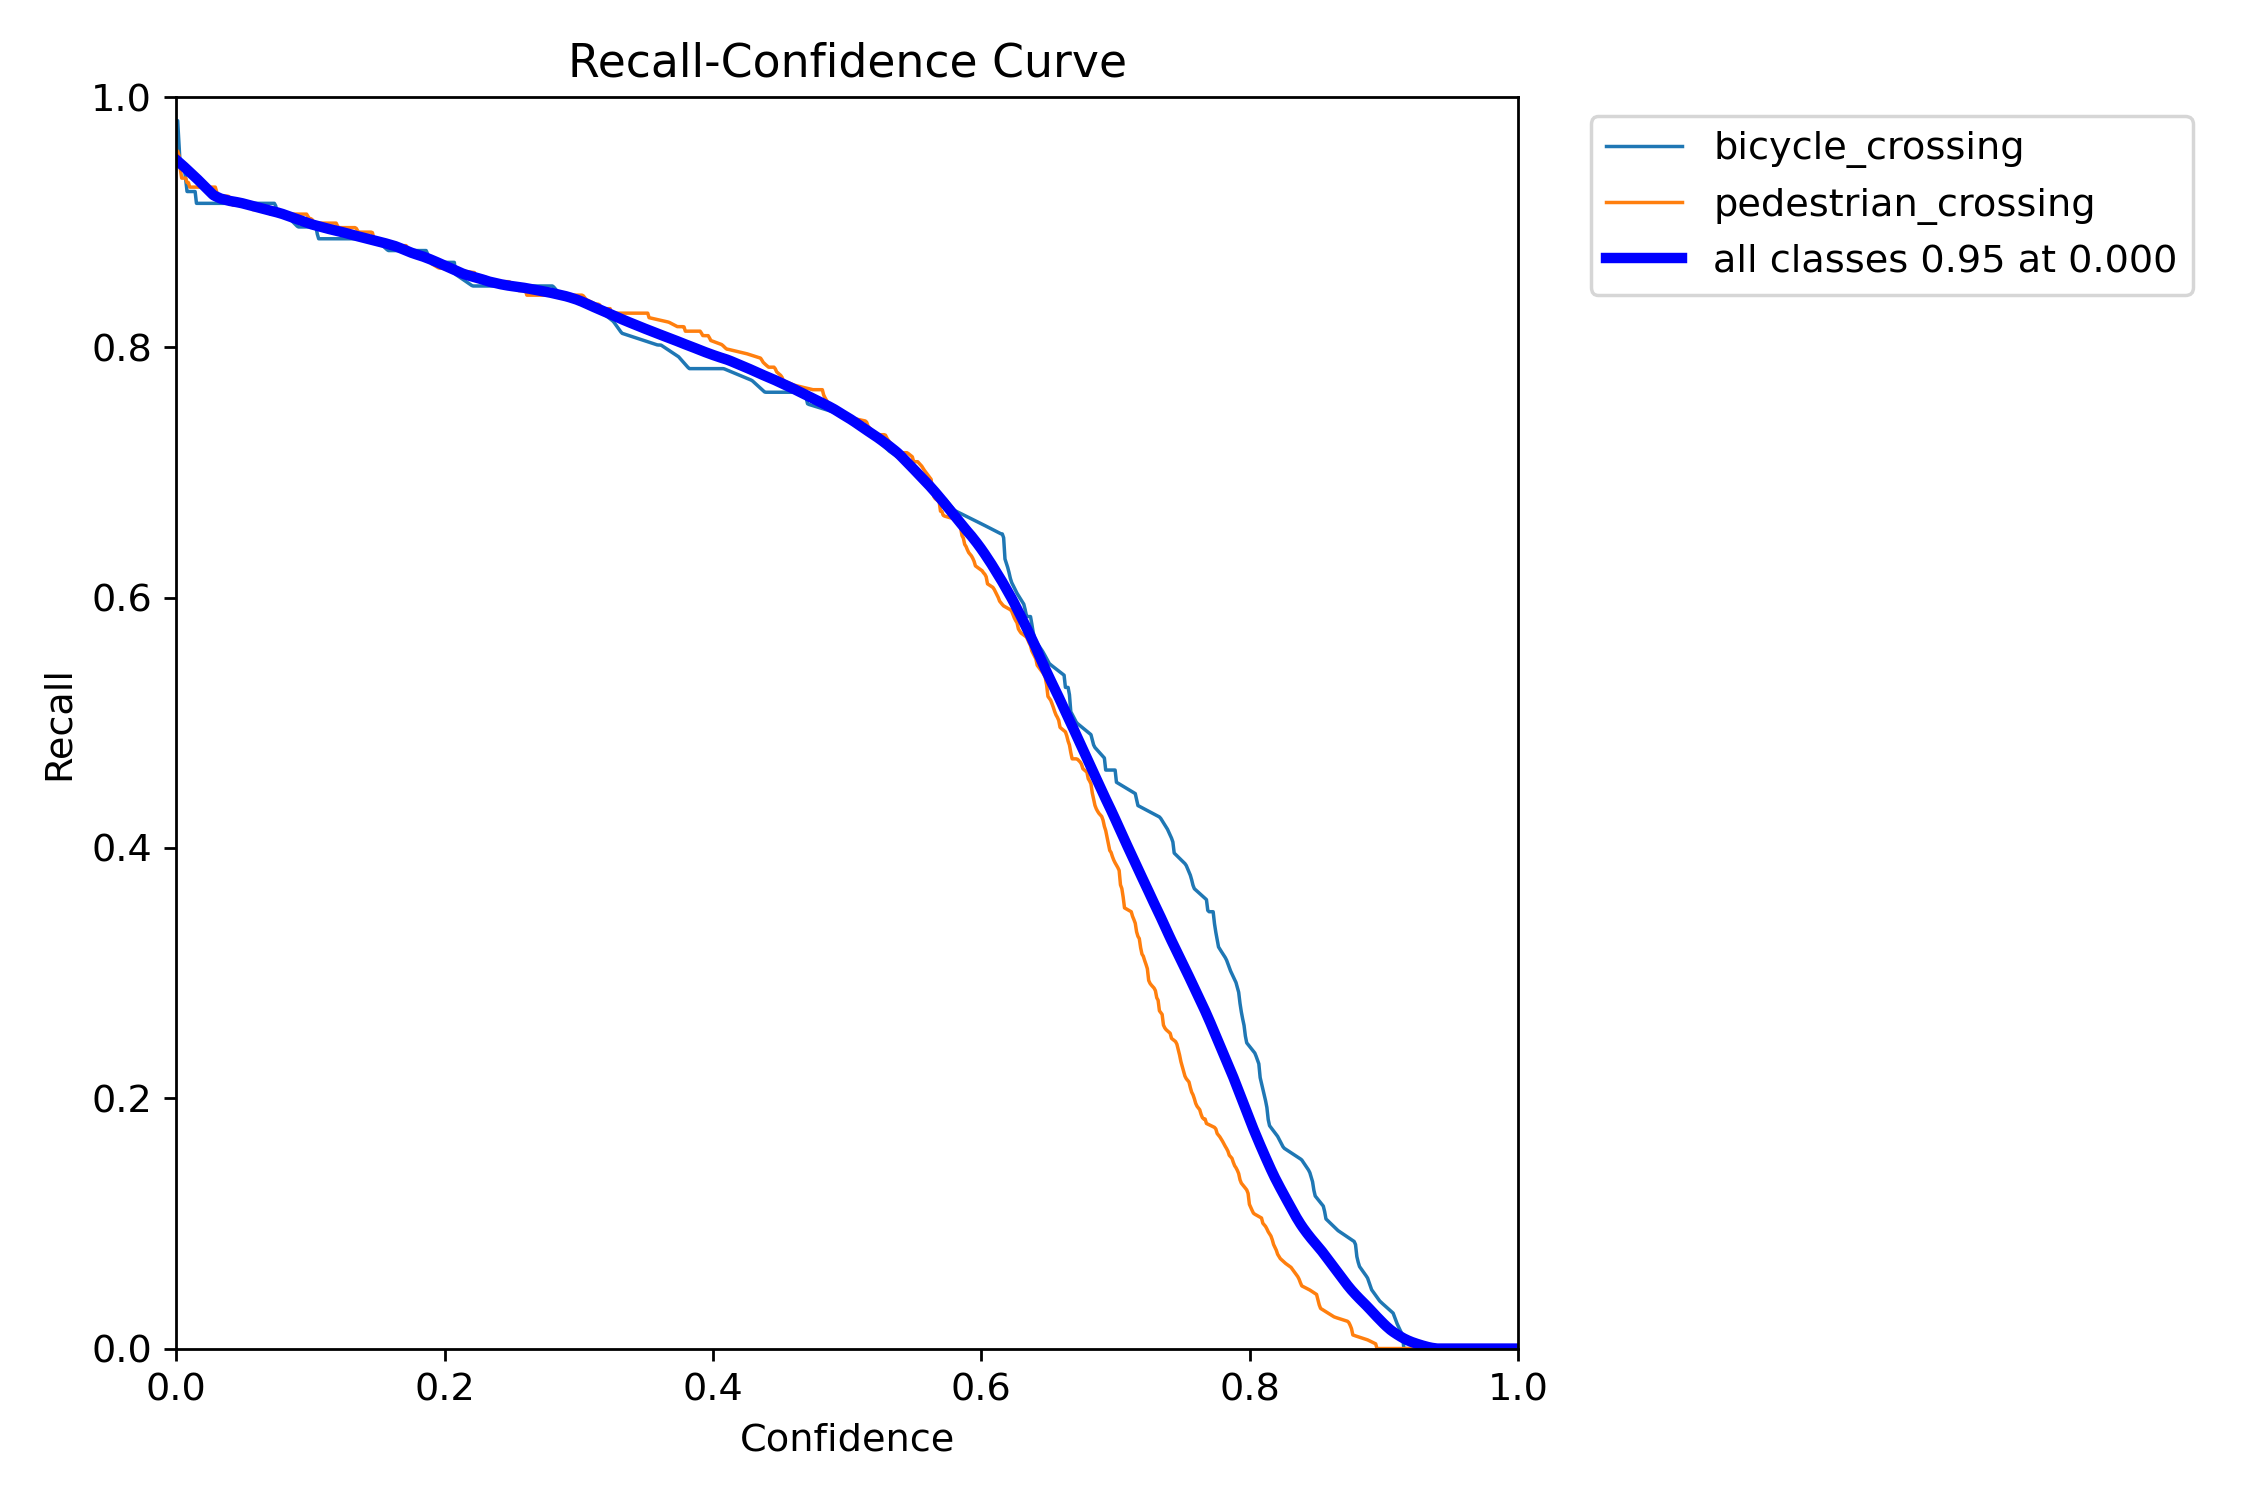 Recall-Confidence Curve
1.0
0.8
0.6
0.4
0.2
0.0
Recall
0.0 0.2 0.4 0.6 0.8 1.0
Confidence
bicycle_crossing
pedestrian_crossing
all classes 0.95 at 0.000